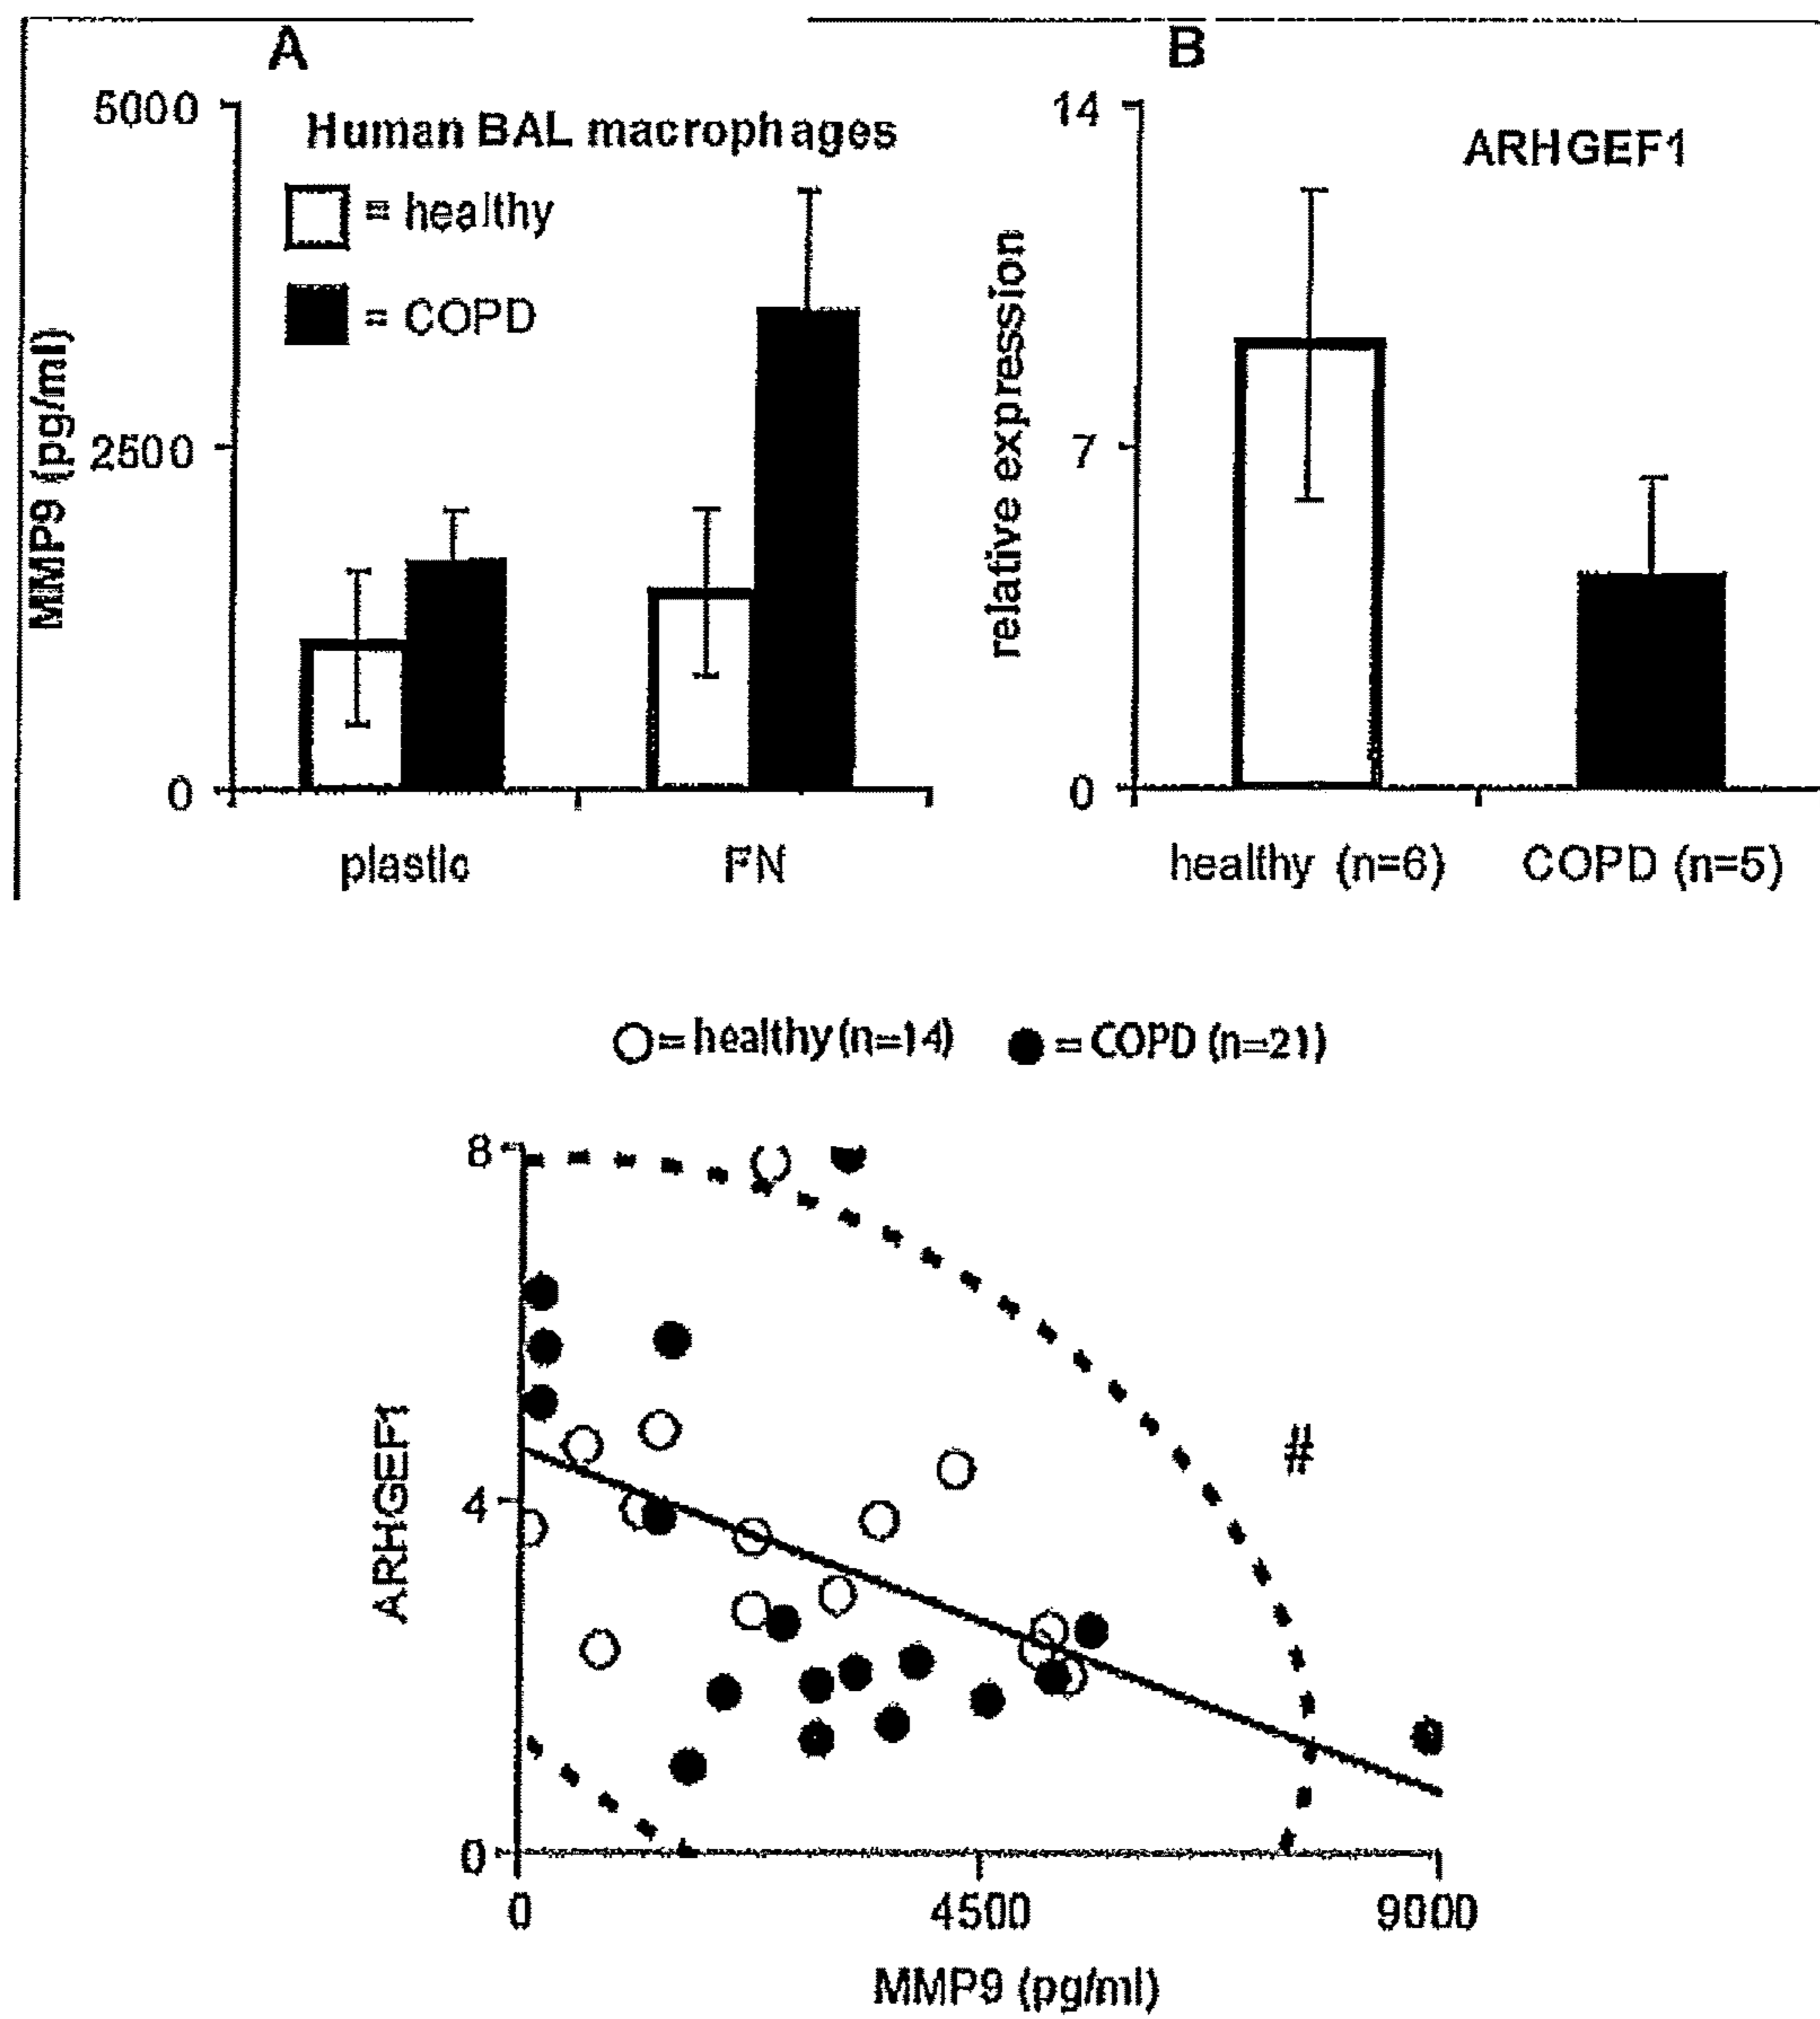 A
5000
Human BAL macrophages
= healthy
= COPD
MMP9 (pg/ml)
2500
0
plastic
FN
B
14
ARHGEF1
relative expression
7
0
healthy (n=6)
COPD (n=5)
= healthy (n=14)
= COPD (n=21)
8
ARHGEF1
4
#
0
0
4500
9000
MMP9 (pg/ml)